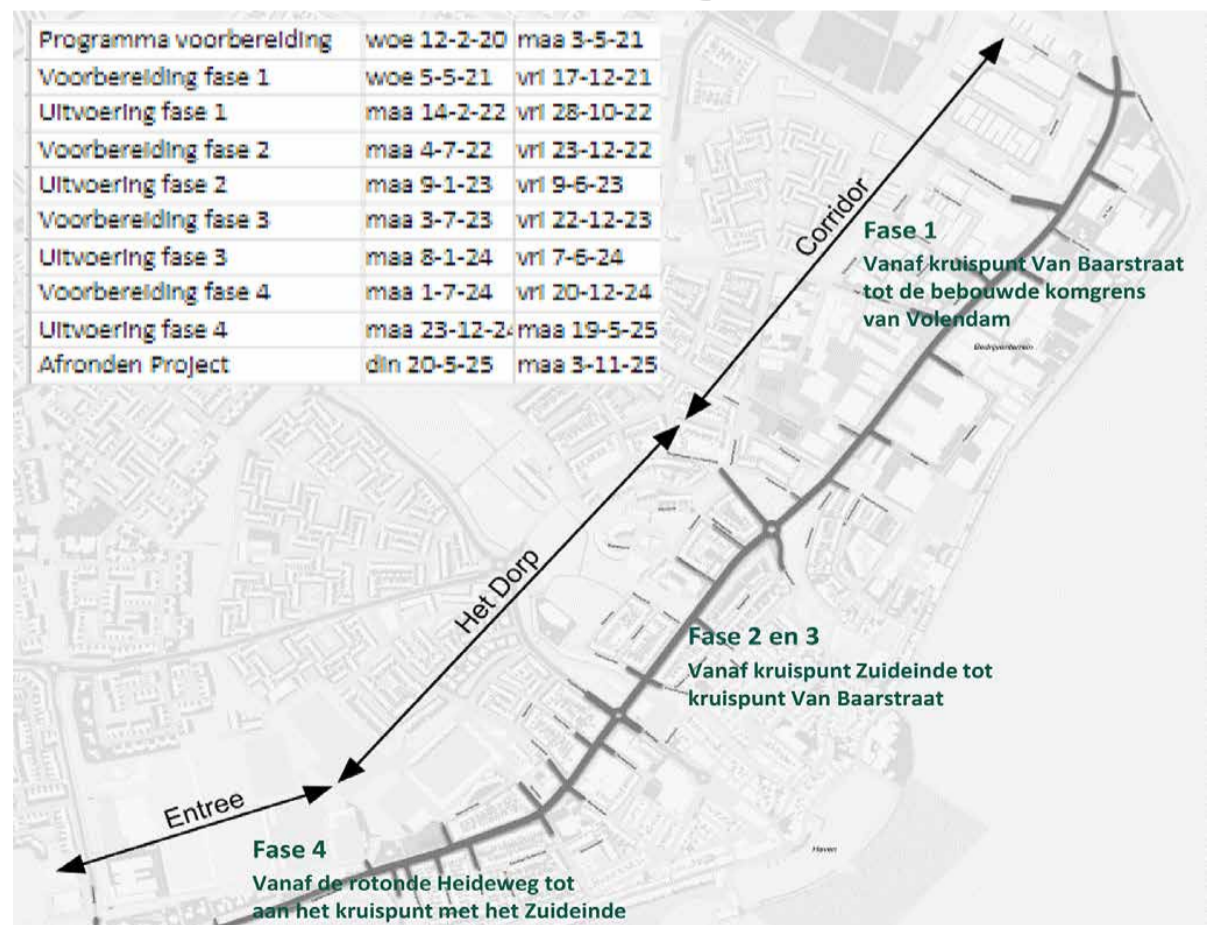 Programma voorbereiding woe 12-2-20 maa 3-5-21
Voorbereiding fase 1 woe 5-5-21 vri 17-12-21
Uitvoering fase 1 maa 14-2-22 vri 28-10-22
Voorbereiding fase 2 maa 4-7-22 vri 23-12-22
Uitvoering fase 2 maa 9-1-23 vri 9-6-23
Voorbereiding fase 3 maa 3-7-23 vri 22-12-23
Uitvoering fase 3 maa 8-1-24 vri 7-6-24
Voorbereiding fase 4 maa 1-7-24 vri 20-12-24
Uitvoering fase 4 maa 23-12-24 maa 19-5-25
Afronden Project din 20-5-25 maa 3-11-25
Corridor
Fase 1
Vanaf kruispunt Van Baarstraat
tot de bebouwde komgrens
van Volendam
Bedrijventerrein
Het Dorp
Fase 2 en 3
Vanaf kruispunt Zuideinde tot
kruispunt Van Baarstraat
Entree
Fase 4
Vanaf de rotonde Heideweg tot
aan het kruispunt met het Zuideinde
Haven